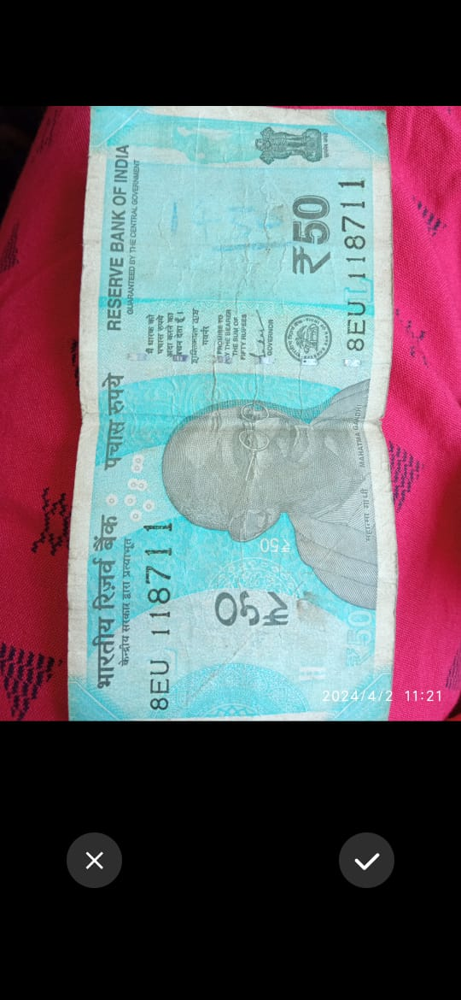 भारतीय रिज़र्व बैंक
केन्द्रीय सरकार द्वारा प्रत्याभूत
पचास रुपये
RESERVE BANK OF INDIA
GUARANTEED BY THE CENTRAL GOVERNMENT
8EU 118711
मैं धारक को
पचास रुपये
अदा करने का
वचन देता हूँ।
गवर्नर
I PROMISE TO
PAY THE BEARER
THE SUM OF
FIFTY RUPEES
GOVERNOR
₹50
₹५०
₹50
₹50
महात्मा गांधी
MAHATMA GANDHI
8EU 118711
2024/4/2 11:21